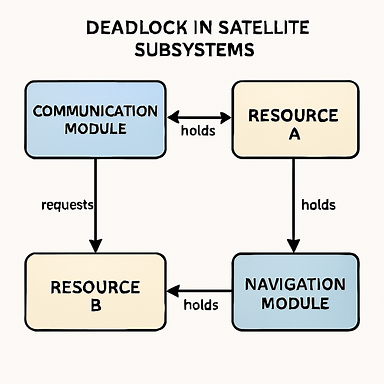 DEADLOCK IN SATELLITE
SUBSYSTEMS
COMMUNICATION
MODULE
holds
RESOURCE
A
requests
holds
RESOURCE
B
holds
NAVIGATION
MODULE